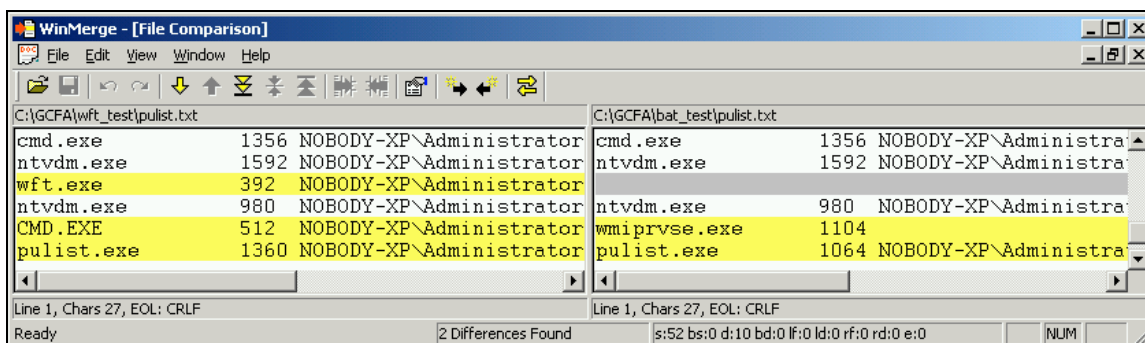 WinMerge - [File Comparison]
File Edit View Window Help
C:\GCFA\wft_test\pulist.txt
cmd.exe 1356 NOBODY-XP\Administrator
ntvdm.exe 1592 NOBODY-XP\Administrator
wft.exe 392 NOBODY-XP\Administrator
ntvdm.exe 980 NOBODY-XP\Administrator
CMD.EXE 512 NOBODY-XP\Administrator
pulist.exe 1360 NOBODY-XP\Administrator
Line 1, Chars 27, EOL: CRLF
C:\GCFA\bat_test\pulist.txt
cmd.exe 1356 NOBODY-XP\Administra
ntvdm.exe 1592 NOBODY-XP\Administra
ntvdm.exe 980 NOBODY-XP\Administra
wmiprvse.exe 1104
pulist.exe 1064 NOBODY-XP\Administra
Line 1, Chars 27, EOL: CRLF
Ready 2 Differences Found s:52 bs:0 d:10 bd:0 lf:0 ld:0 rf:0 rd:0 e:0 NUM